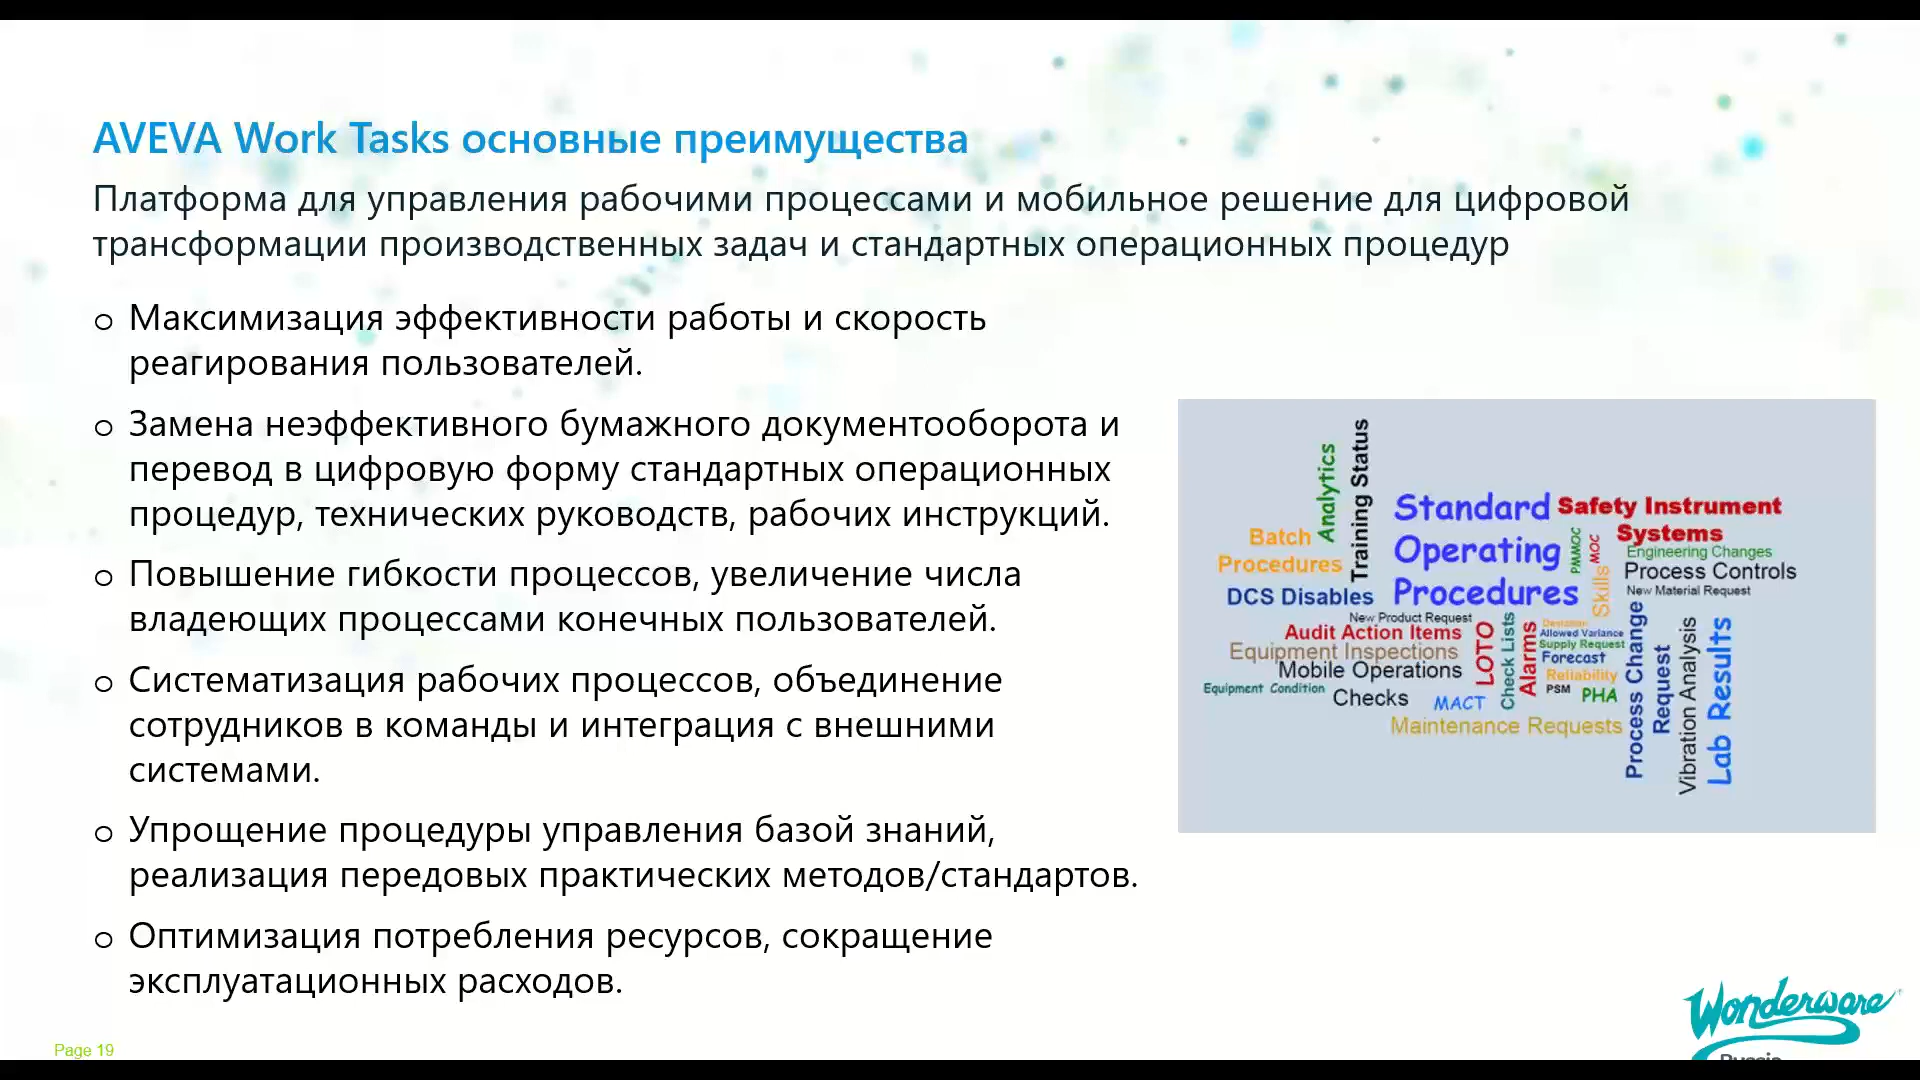 AVEVA Work Tasks основные преимущества
Платформа для управления рабочими процессами и мобильное решение для цифровой
трансформации производственных задач и стандартных операционных процедур
o Максимизация эффективности работы и скорость
реагирования пользователей.
o Замена неэффективного бумажного документооборота и
перевод в цифровую форму стандартных операционных
процедур, технических руководств, рабочих инструкций.
o Повышение гибкости процессов, увеличение числа
владеющих процессами конечных пользователей.
o Систематизация рабочих процессов, объединение
сотрудников в команды и интеграция с внешними
системами.
o Упрощение процедуры управления базой знаний,
реализация передовых практических методов/стандартов.
o Оптимизация потребления ресурсов, сокращение
эксплуатационных расходов.
Analytics
Training Status
Batch
Procedures
DCS Disables
Standard
Operating
Procedures
Safety Instrument
Systems
PMMOC
MOC
Skills
Engineering Changes
Process Controls
New Material Request
New Product Request
Audit Action Items
Equipment Inspections
Mobile Operations
Equipment Condition
Checks
MACT
Maintenance Requests
LOTO
Check Lists
Alarms
Deviation
Allowed Variance
Supply Request
Forecast
Reliability
PSM
PHA
Process Change
Request
Vibration Analysis
Lab Results
Wonderware
Russia
Page 19